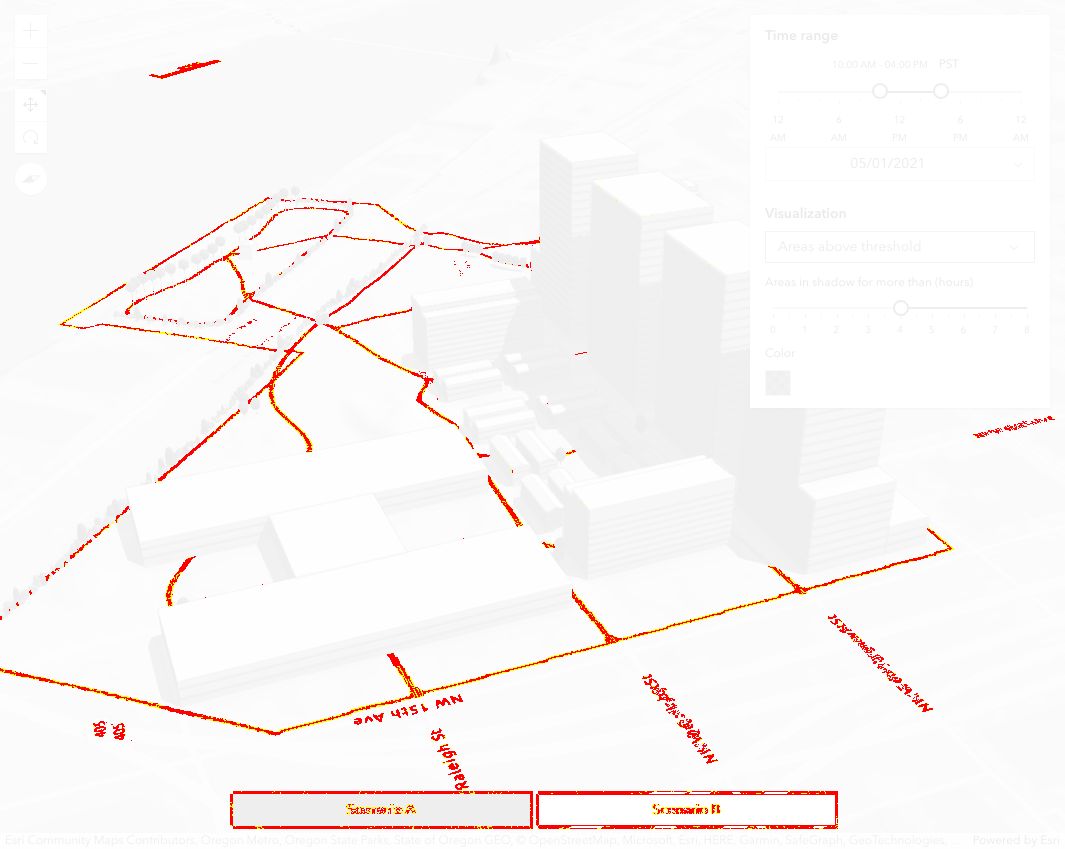 Time range
10:00 AM - 04:00 PM PST
12 6 12 6 12
AM AM PM PM AM
05/01/2021
Visualization
Areas above threshold
Areas in shadow for more than (hours)
1 2 4 5 6 7 8
Color
NW 15th Ave
Raleigh St
Scenario A
Scenario B
Esri Community Maps Contributors, Oregon Metro, Oregon State Parks, State of Oregon GEO, © OpenStreetMap, Microsoft, Esri, HERE, Garmin, SafeGraph, GeoTechnologies, ...
Powered by Esri